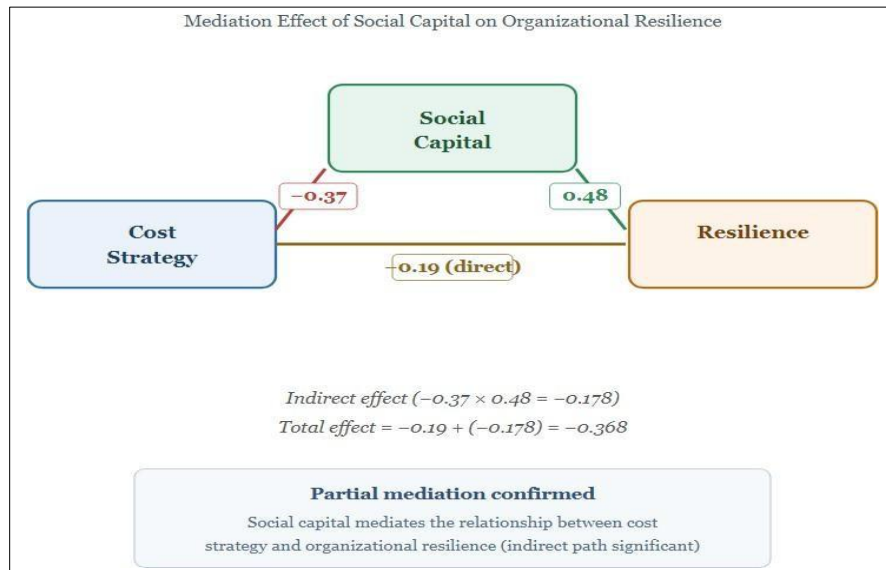 Mediation Effect of Social Capital on Organizational Resilience
Social
Capital
−0.37
0.48
Cost
Strategy
Resilience
−0.19 (direct)
Indirect effect (−0.37 × 0.48 = −0.178)
Total effect = −0.19 + (−0.178) = −0.368
Partial mediation confirmed
Social capital mediates the relationship between cost
strategy and organizational resilience (indirect path significant)